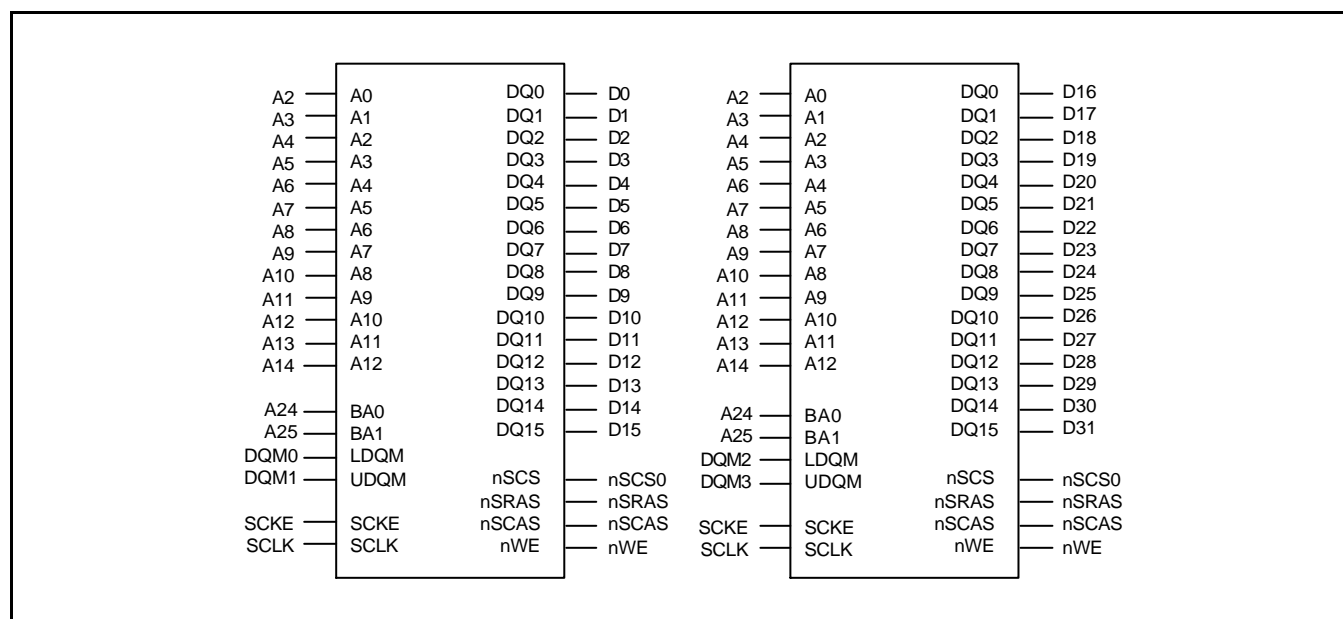 A2 A0 DQ0 D0 A2 A0 DQ0 D16
A3 A1 DQ1 D1 A3 A1 DQ1 D17
A4 A2 DQ2 D2 A4 A2 DQ2 D18
A5 A3 DQ3 D3 A5 A3 DQ3 D19
A6 A4 DQ4 D4 A6 A4 DQ4 D20
A7 A5 DQ5 D5 A7 A5 DQ5 D21
A8 A6 DQ6 D6 A8 A6 DQ6 D22
A9 A7 DQ7 D7 A9 A7 DQ7 D23
A10 A8 DQ8 D8 A10 A8 DQ8 D24
A11 A9 DQ9 D9 A11 A9 DQ9 D25
A12 A10 DQ10 D10 A12 A10 DQ10 D26
A13 A11 DQ11 D11 A13 A11 DQ11 D27
A14 A12 DQ12 D12 A14 A12 DQ12 D28
DQ13 D13 DQ13 D29
A24 BA0 DQ14 D14 A24 BA0 DQ14 D30
A25 BA1 DQ15 D15 A25 BA1 DQ15 D31
DQM0 LDQM DQM2 LDQM
DQM1 UDQM nSCS nSCS0 DQM3 UDQM nSCS nSCS0
nSRAS nSRAS nSRAS nSRAS
SCKE SCKE nSCAS nSCAS SCKE SCKE nSCAS nSCAS
SCLK SCLK nWE nWE SCLK SCLK nWE nWE